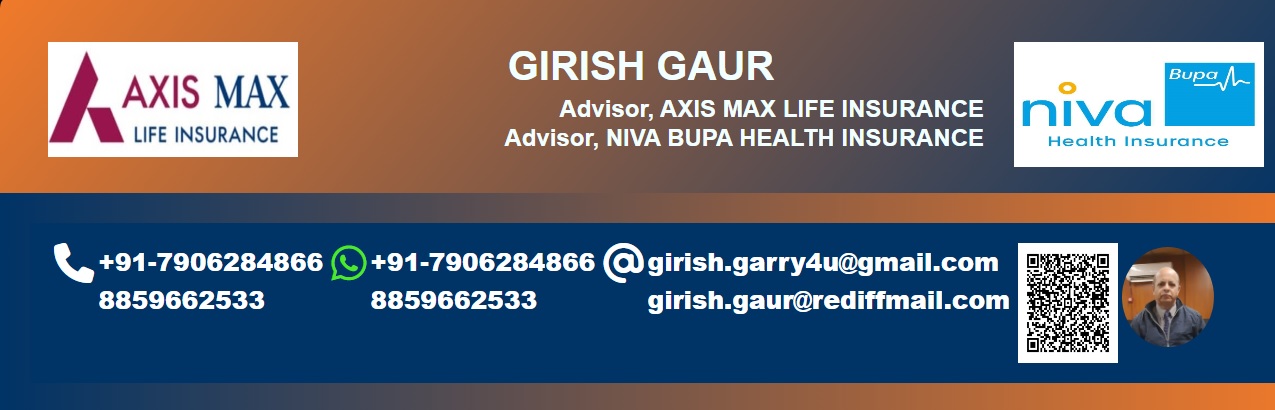 AXIS MAX
LIFE INSURANCE
GIRISH GAUR
Advisor, AXIS MAX LIFE INSURANCE
Advisor, NIVA BUPA HEALTH INSURANCE
niva
Bupa
Health Insurance
+91-7906284866
8859662533
+91-7906284866
8859662533
girish.garry4u@gmail.com
girish.gaur@rediffmail.com